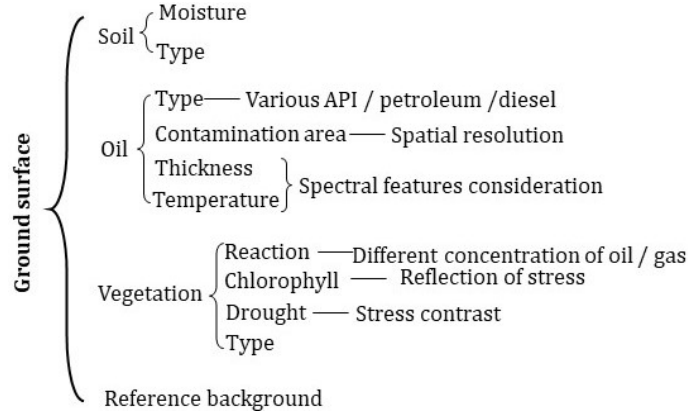 Ground surface
Soil
Moisture
Type
Oil
Type — Various API / petroleum /diesel
Contamination area — Spatial resolution
Thickness
Temperature
Spectral features consideration
Vegetation
Reaction — Different concentration of oil / gas
Chlorophyll — Reflection of stress
Drought — Stress contrast
Type
Reference background